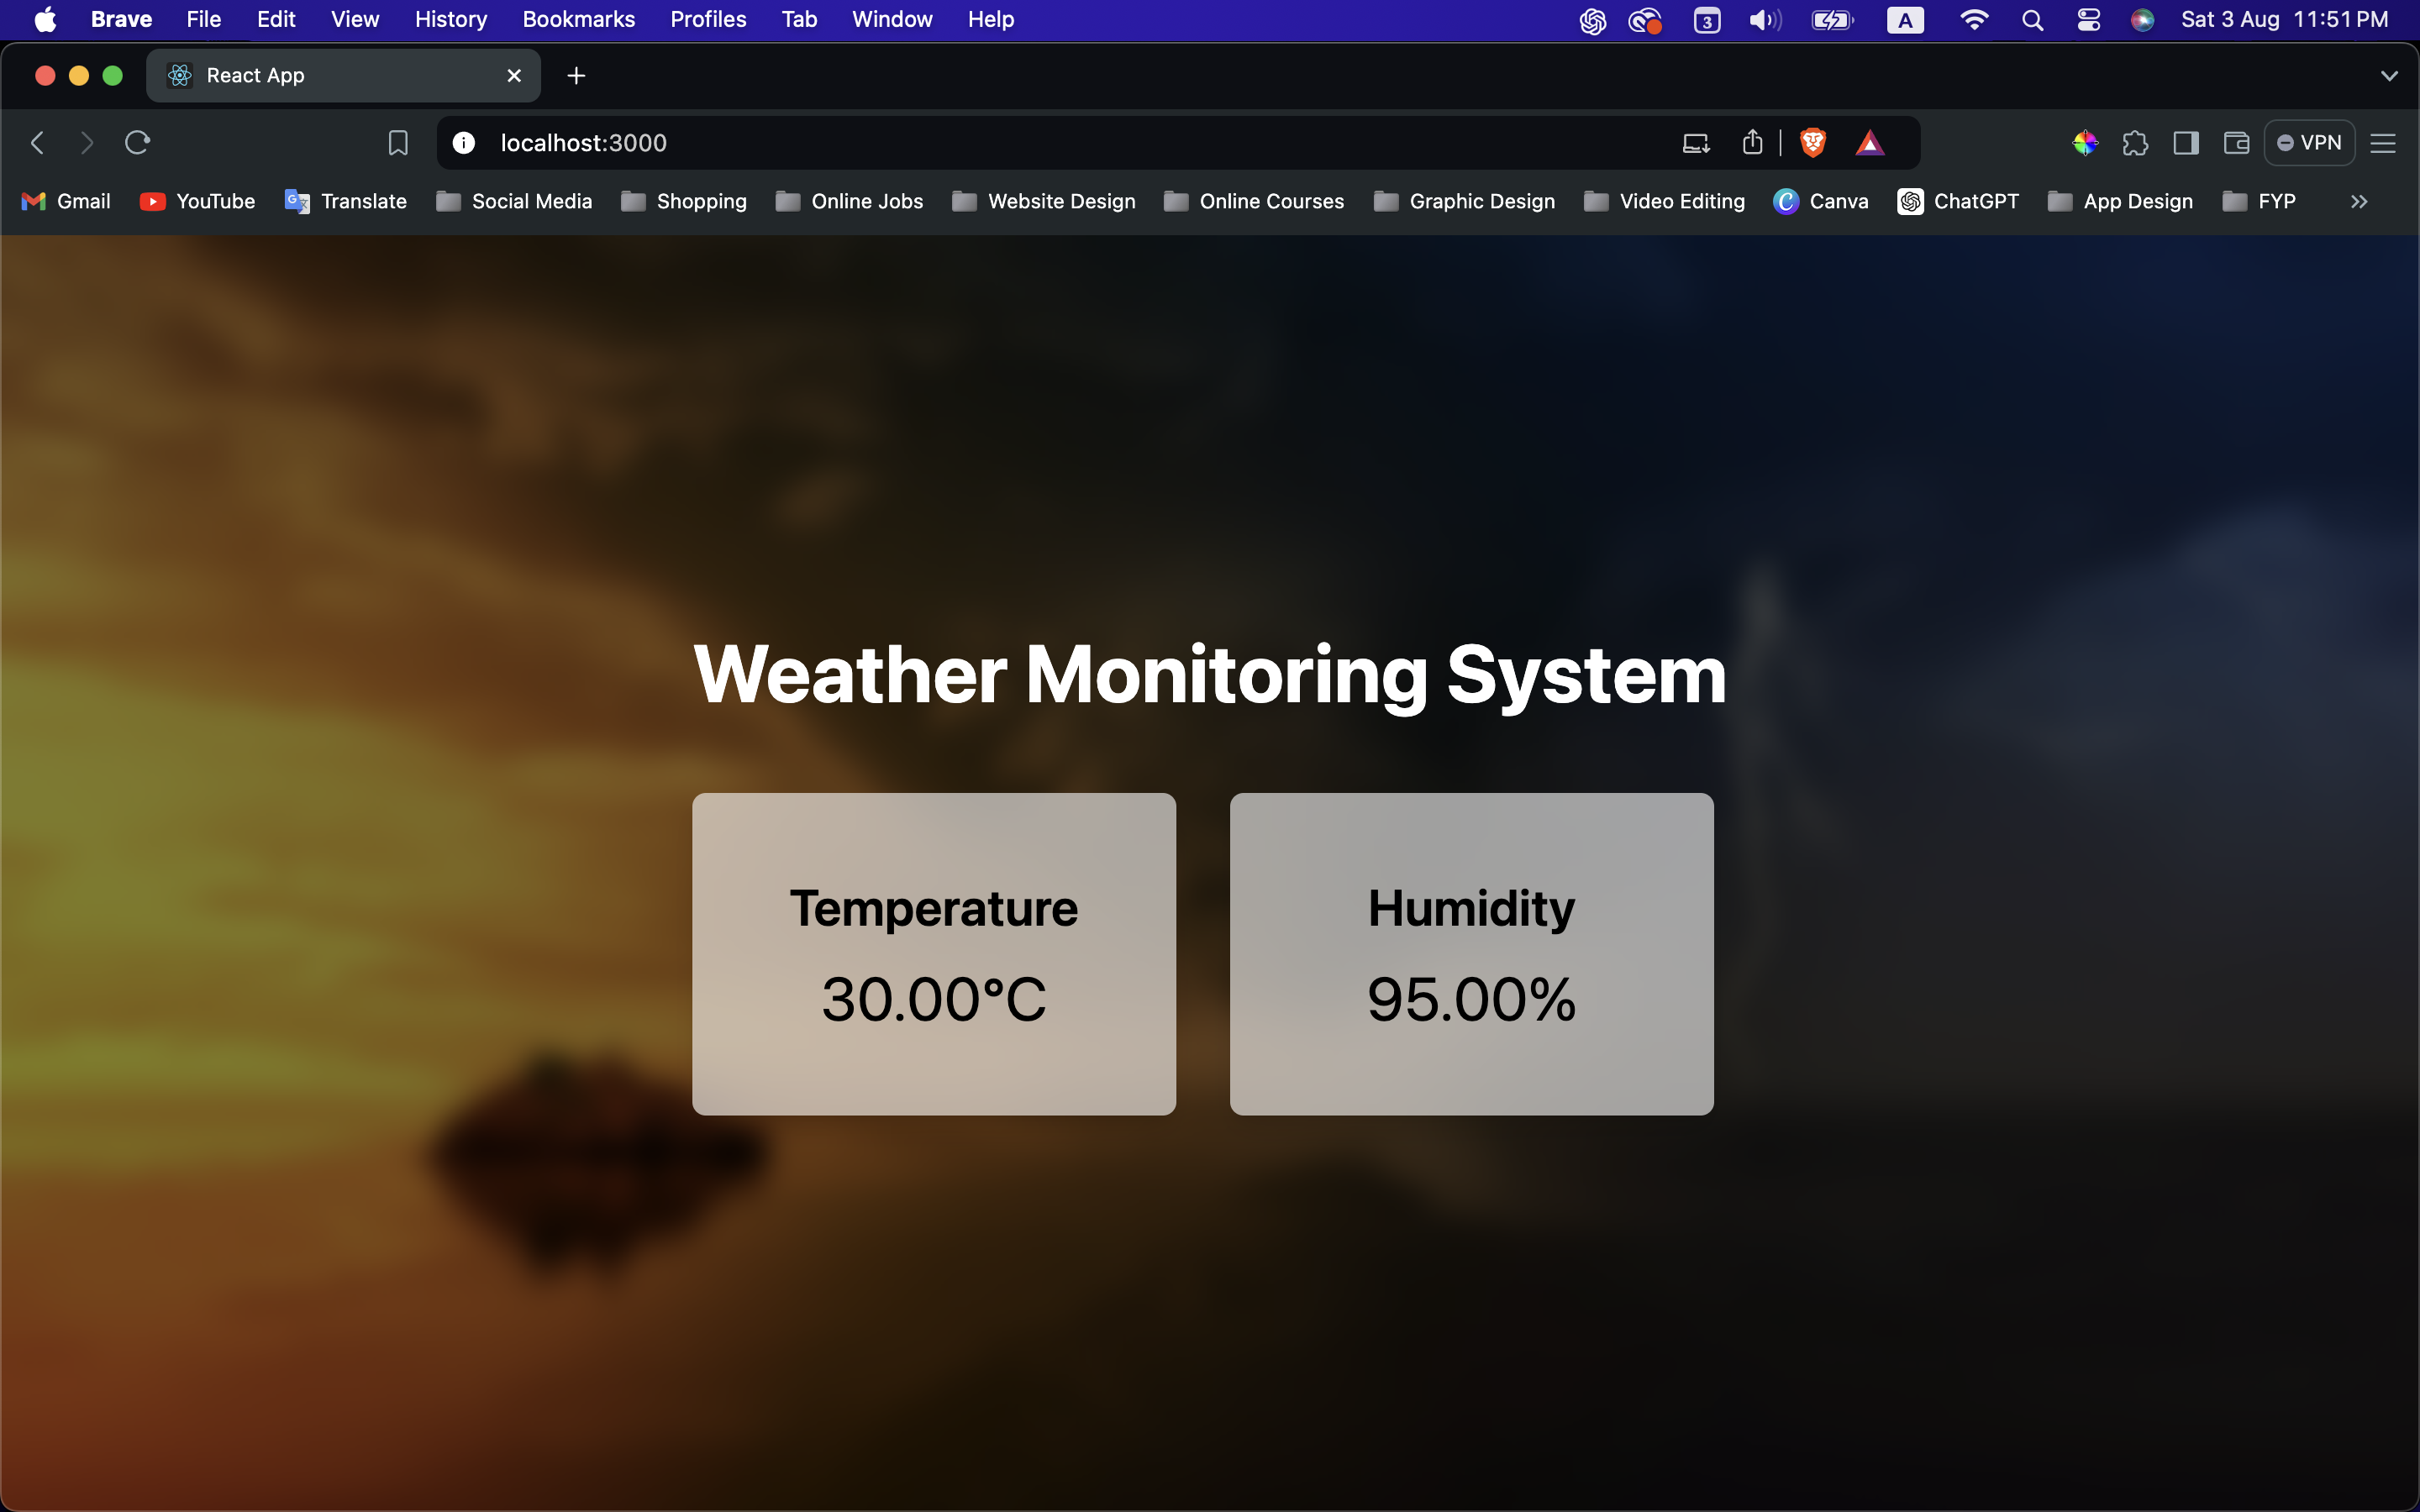 Brave File Edit View History Bookmarks Profiles Tab Window Help 3 A Sat 3 Aug 11:51 PM
React App
localhost:3000 VPN
Gmail YouTube Translate Social Media Shopping Online Jobs Website Design Online Courses Graphic Design Video Editing Canva ChatGPT App Design FYP
Weather Monitoring System
Temperature Humidity
30.00°C 95.00%